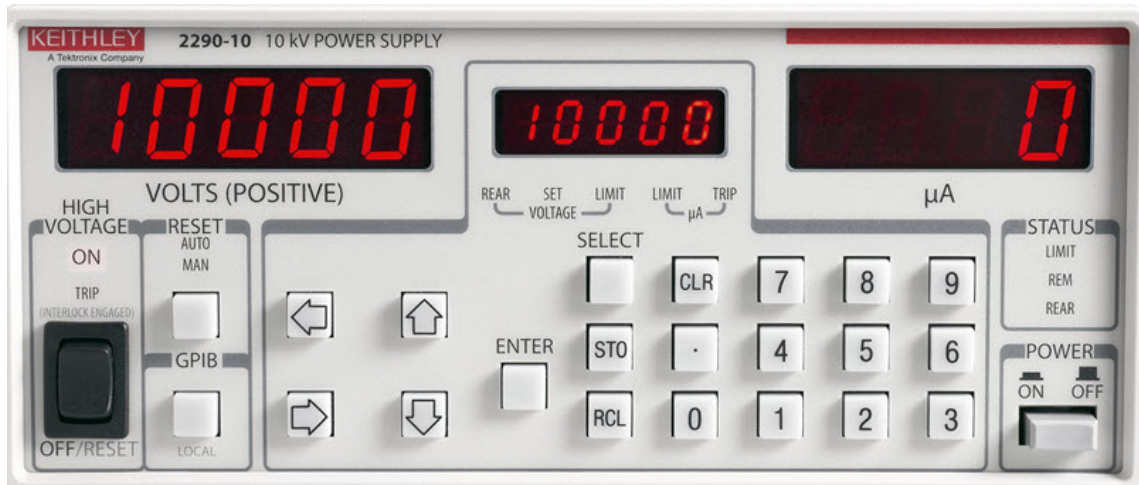 KEITHLEY
A Tektronix Company
2290-10 10 kV POWER SUPPLY
10000
10000
0
VOLTS (POSITIVE)
REAR SET LIMIT
VOLTAGE
LIMIT TRIP
µA
µA
HIGH
VOLTAGE
ON
TRIP
(INTERLOCK ENGAGED)
OFF/RESET
RESET
AUTO
MAN
GPIB
LOCAL
SELECT
CLR 7 8 9
ENTER
STO . 4 5 6
RCL 0 1 2 3
STATUS
LIMIT
REM
REAR
POWER
ON OFF